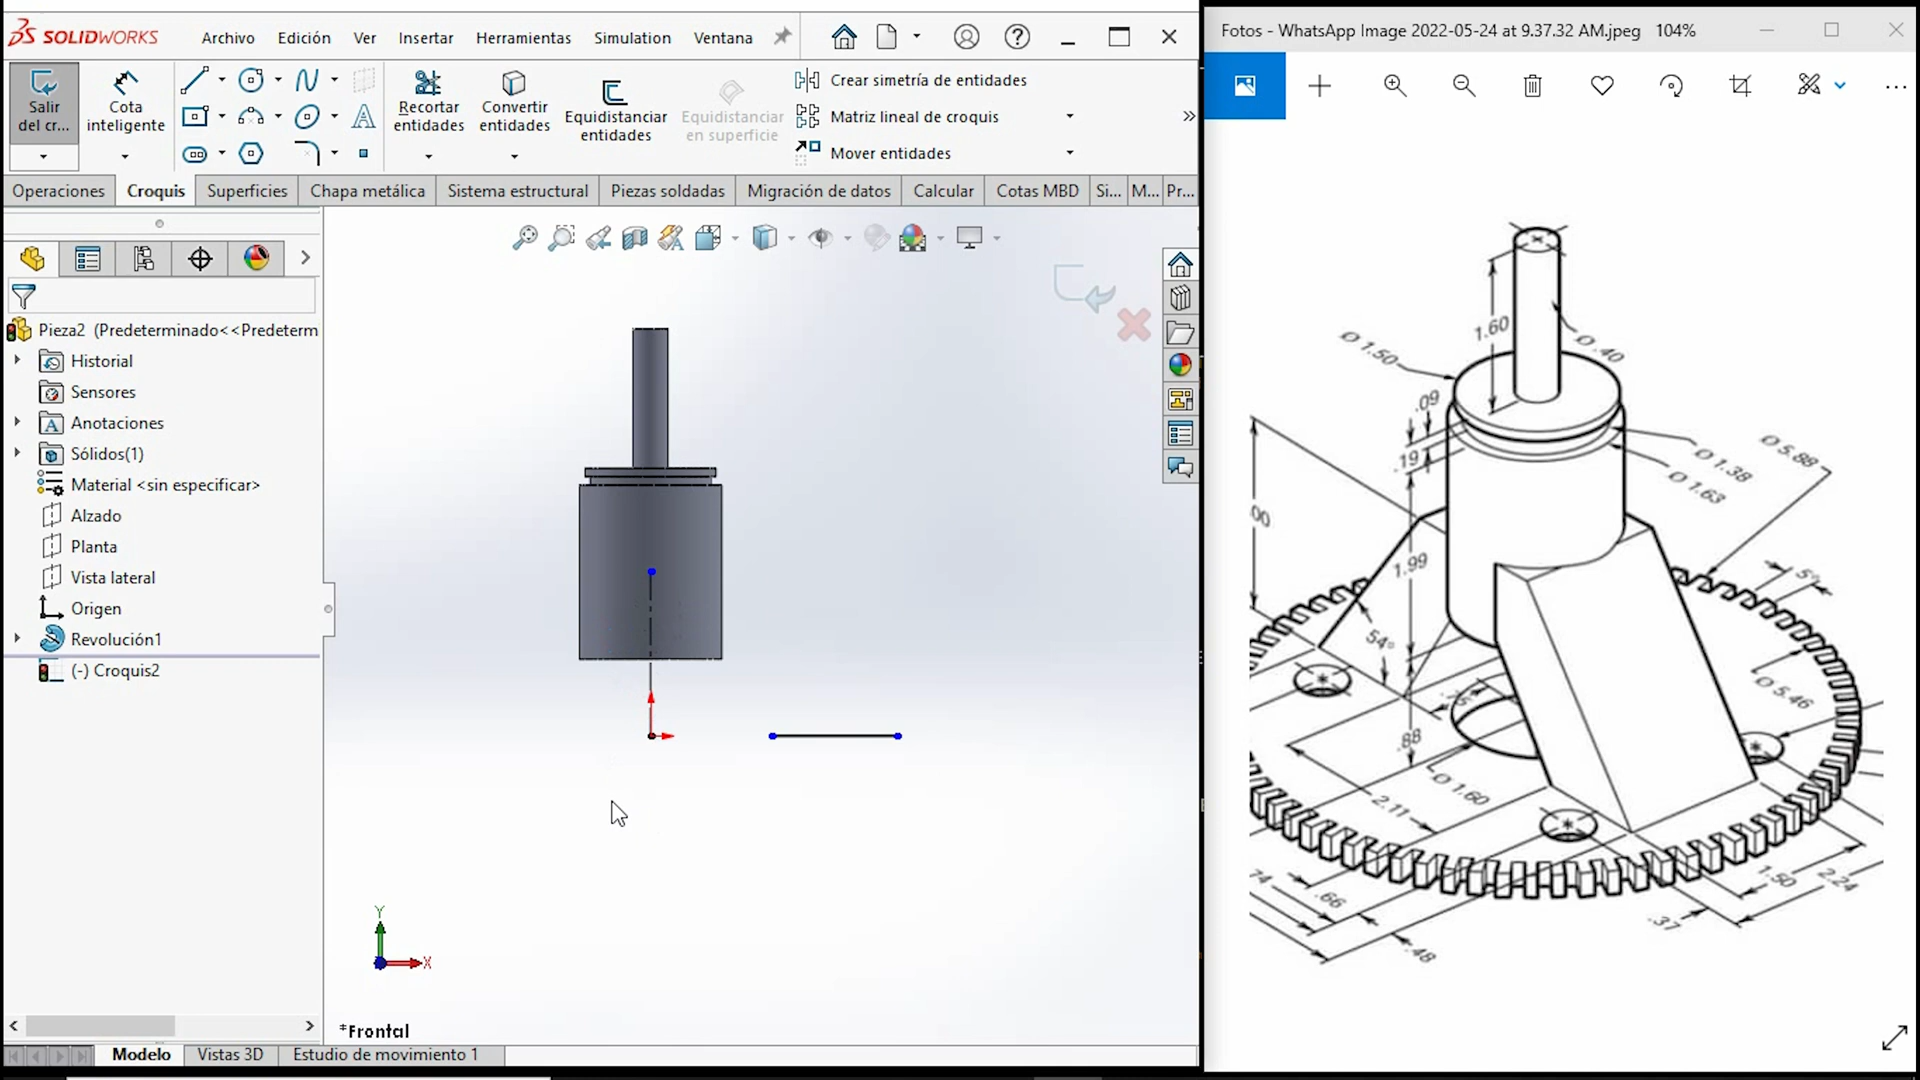 SOLIDWORKS
Archivo Edición Ver Insertar Herramientas Simulation Ventana
Fotos - WhatsApp Image 2022-05-24 at 9.37.32 AM.jpeg 104%
Salir del cr...
Cota inteligente
Recortar entidades
Convertir entidades
Equidistanciar entidades
Equidistanciar en superficie
Crear simetría de entidades
Matriz lineal de croquis
Mover entidades
Operaciones Croquis Superficies Chapa metálica Sistema estructural Piezas soldadas Migración de datos Calcular Cotas MBD Si... M... Pr...
Pieza2 (Predeterminado<<Predeterm
Historial
Sensores
Anotaciones
Sólidos(1)
Material <sin especificar>
Alzado
Planta
Vista lateral
Origen
Revolución1
(-) Croquis2
Y
X
*Frontal
Modelo Vistas 3D Estudio de movimiento 1
1.60
Ø .40
Ø 1.50
.09
.19
Ø 1.38
Ø 1.63
Ø 5.88
5°
00
1.99
54°
.75
.88
Ø 1.60
Ø 5.46
2.11
74
.66
.48
.37
1.50
2.24